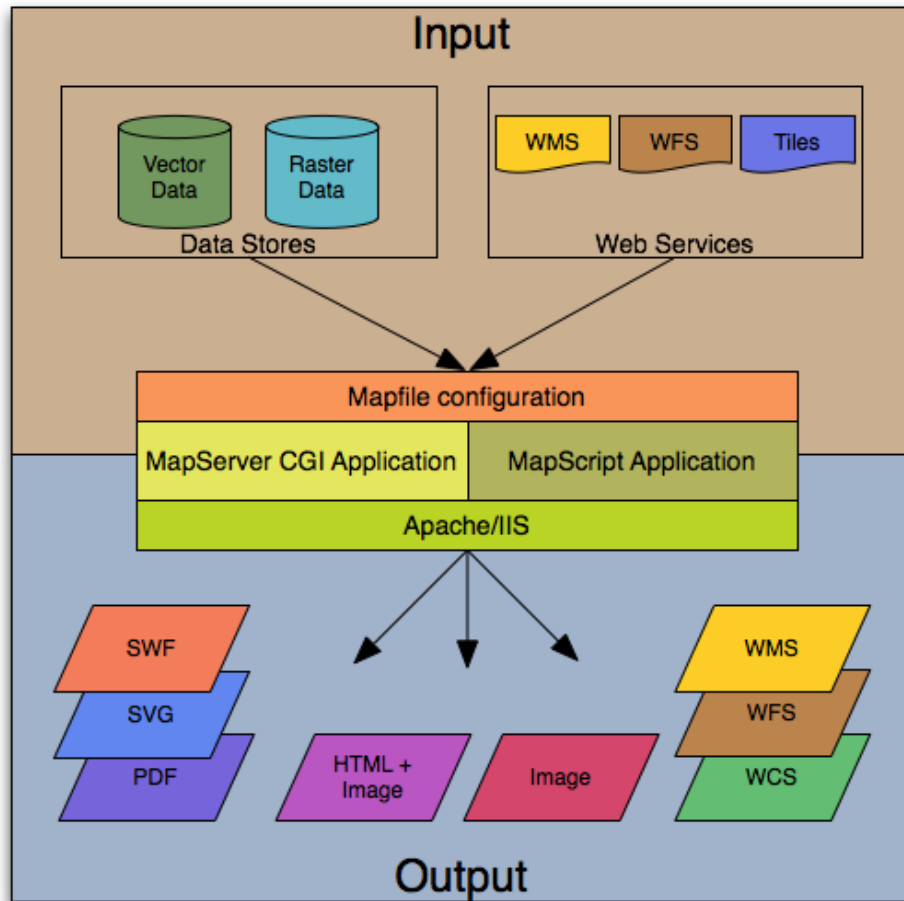 Input
Vector
Data
Raster
Data
Data Stores
WMS
WFS
Tiles
Web Services
Mapfile configuration
MapServer CGI Application
MapScript Application
Apache/IIS
SWF
SVG
PDF
HTML +
Image
Image
WMS
WFS
WCS
Output